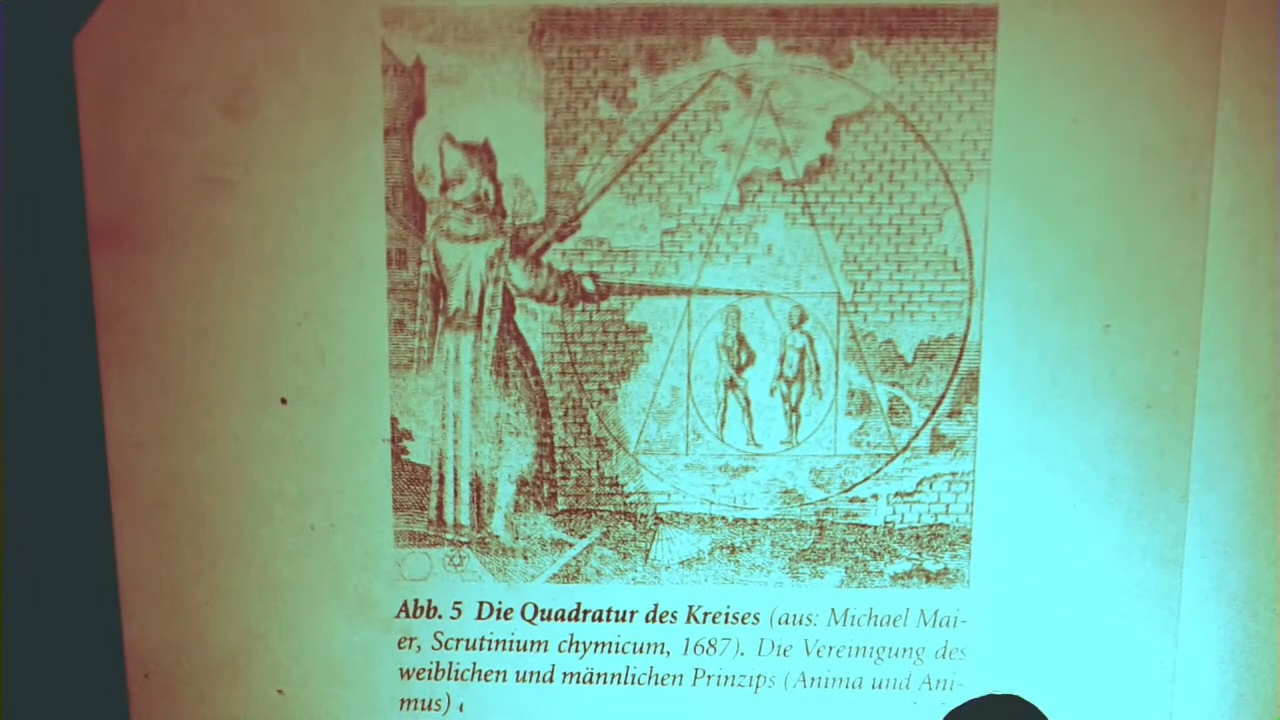 Abb. 5 Die Quadratur des Kreises (aus: Michael Mai-
er, Scrutinium chymicum, 1687). Die Vereinigung des
weiblichen und männlichen Prinzips (Anima und Ani-
mus)